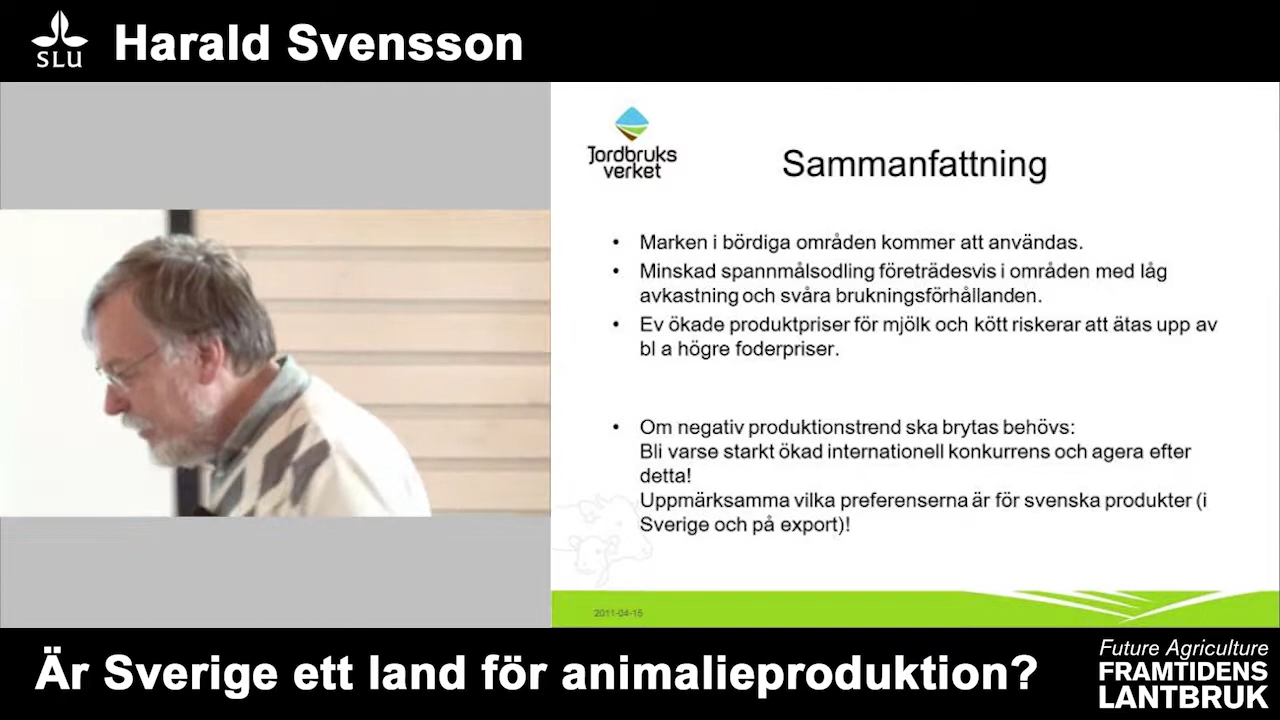 SLU
Harald Svensson
Jordbruks
verket
Sammanfattning
• Marken i bördiga områden kommer att användas.
• Minskad spannmålsodling företrädesvis i områden med låg
avkastning och svåra brukningsförhållanden.
• Ev ökade produktpriser för mjölk och kött riskerar att ätas upp av
bl a högre foderpriser.
• Om negativ produktionstrend ska brytas behövs:
Bli varse starkt ökad internationell konkurrens och agera efter
detta!
Uppmärksamma vilka preferenserna är för svenska produkter (i
Sverige och på export)!
2011-04-15
Är Sverige ett land för animalieproduktion?
Future Agriculture
FRAMTIDENS
LANTBRUK